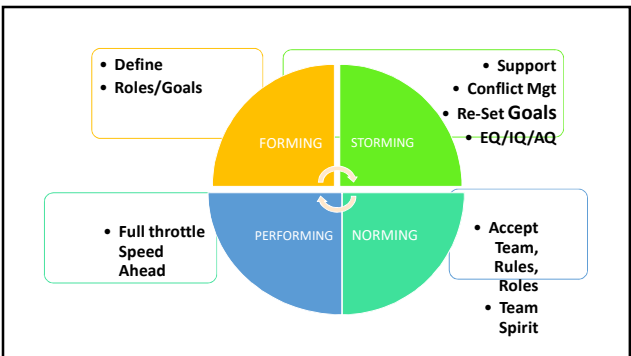 • Define
• Roles/Goals
• Support
• Conflict Mgt
• Re-Set Goals
• EQ/IQ/AQ
FORMING
STORMING
PERFORMING
NORMING
• Full throttle
Speed
Ahead
• Accept
Team,
Rules,
Roles
• Team
Spirit